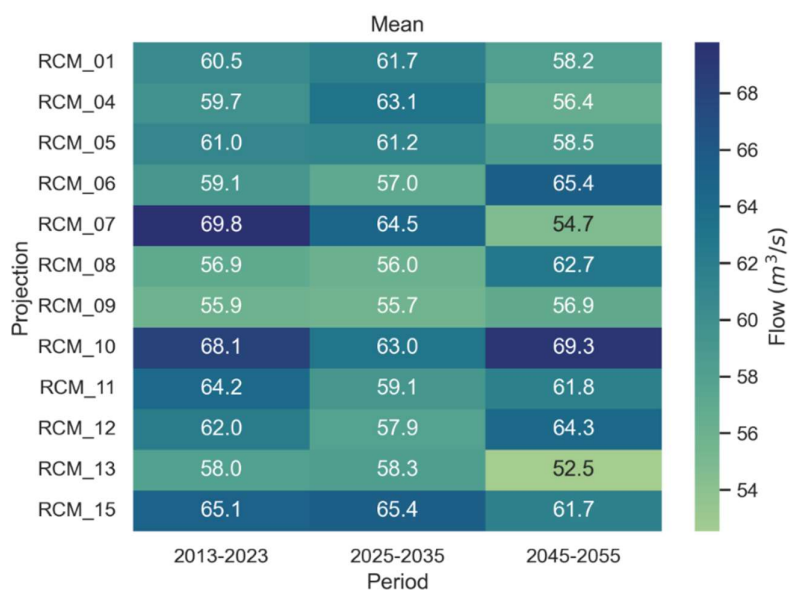 Mean
Projection
RCM_01 60.5 61.7 58.2
RCM_04 59.7 63.1 56.4
RCM_05 61.0 61.2 58.5
RCM_06 59.1 57.0 65.4
RCM_07 69.8 64.5 54.7
RCM_08 56.9 56.0 62.7
RCM_09 55.9 55.7 56.9
RCM_10 68.1 63.0 69.3
RCM_11 64.2 59.1 61.8
RCM_12 62.0 57.9 64.3
RCM_13 58.0 58.3 52.5
RCM_15 65.1 65.4 61.7
2013-2023 2025-2035 2045-2055
Period
68
66
64
62
60
58
56
54
Flow (m³/s)